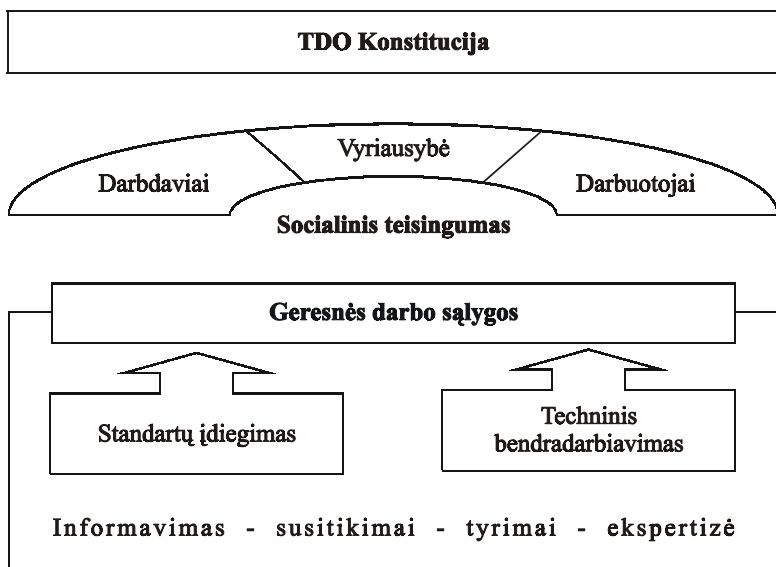 TDO Konstitucija
Vyriausybė
Darbdaviai
Darbuotojai
Socialinis teisingumas
Geresnės darbo sąlygos
Standartų įdiegimas
Techninis
bendradarbiavimas
Informavimas - susitikimai - tyrimai - ekspertizė